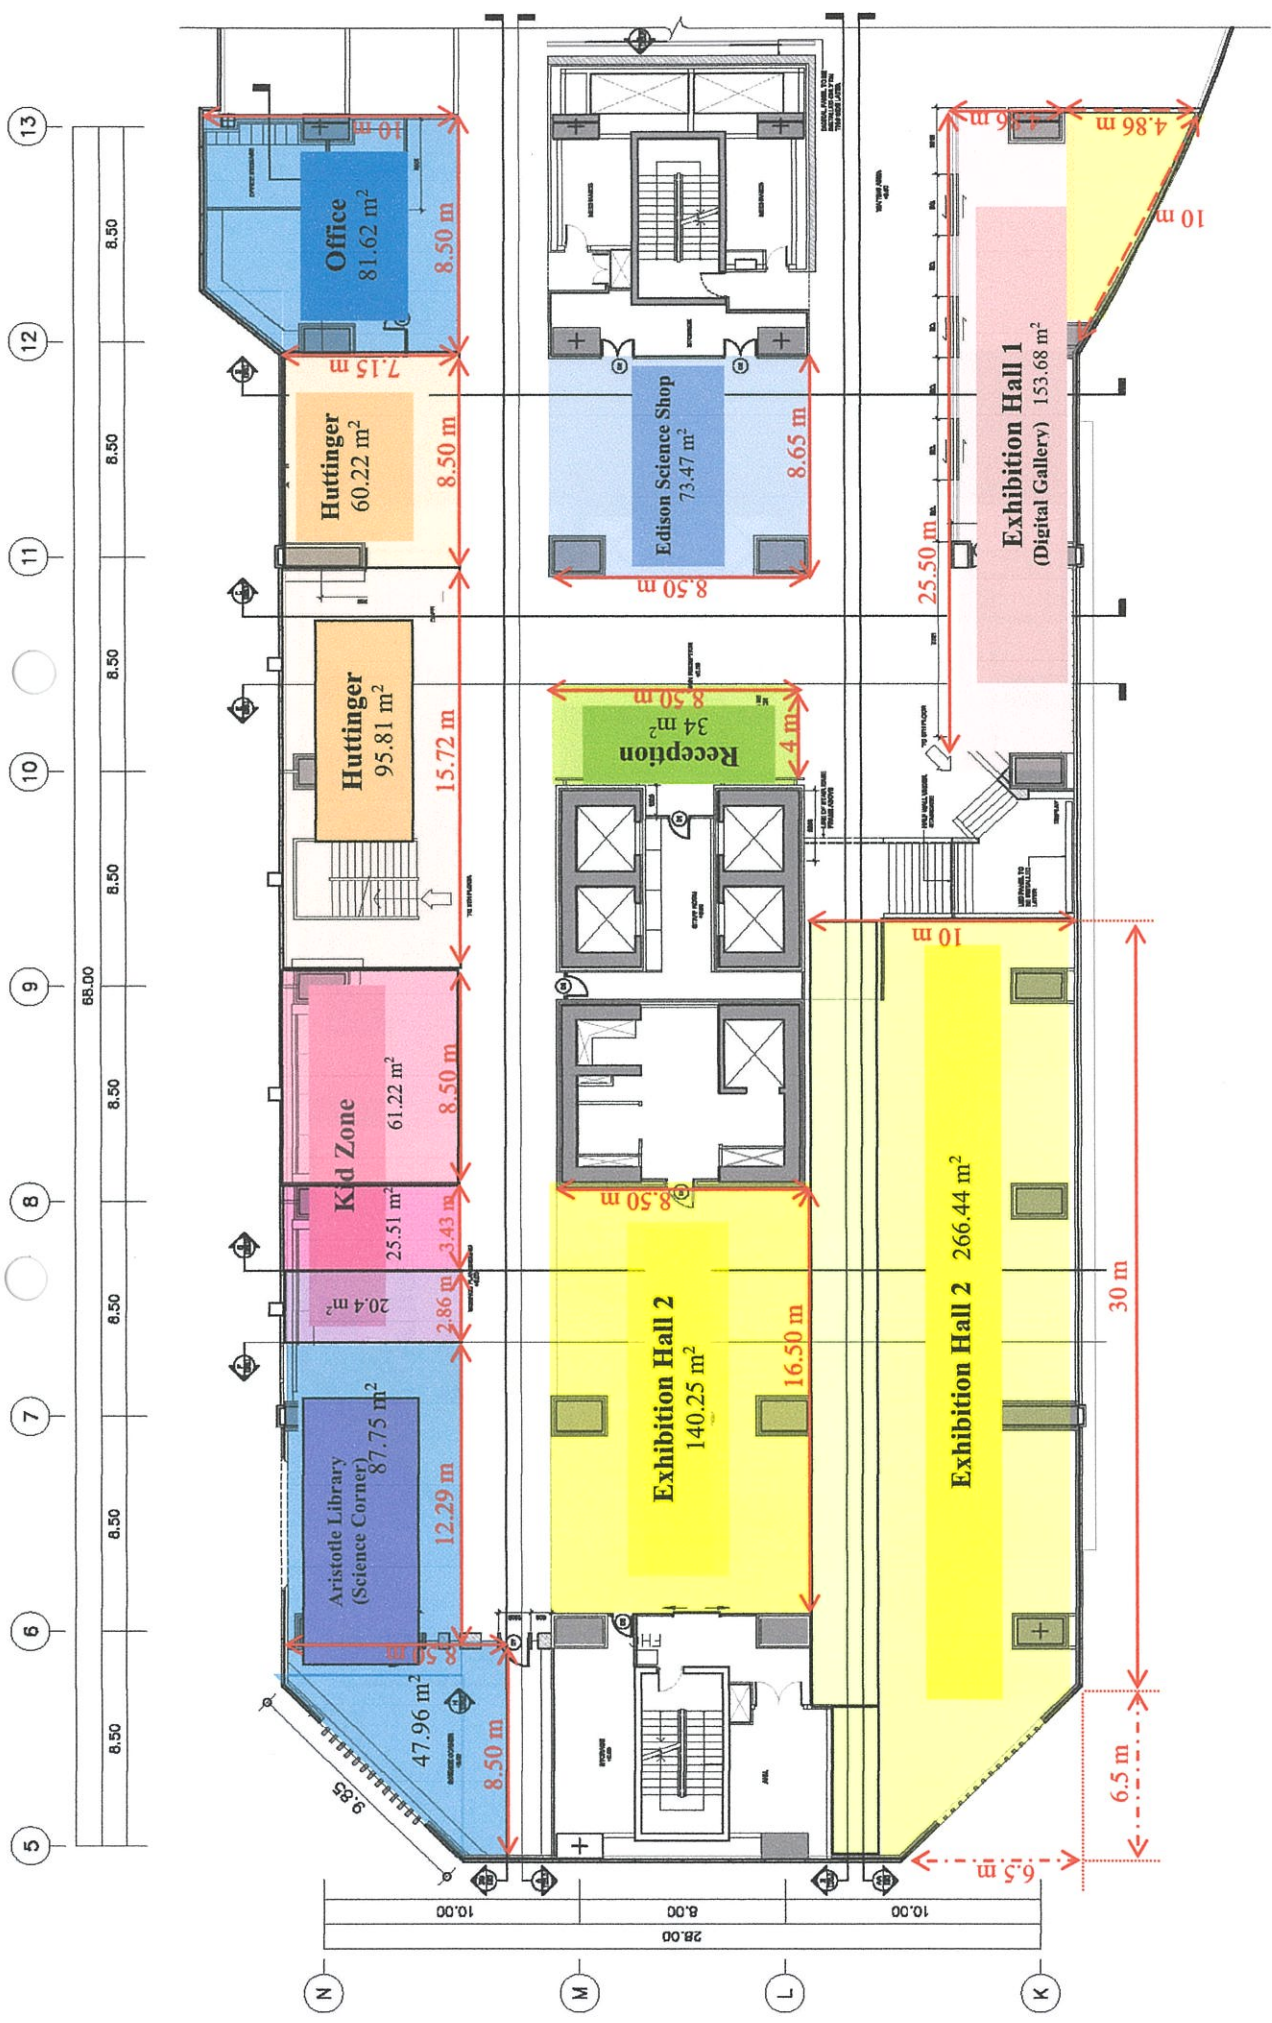 13
12
11
10
9
8
7
6
5
8.50
8.50
8.50
8.50
8.50
8.50
8.50
8.50
68.00
Office
81.62 m²
10 m
8.50 m
7.15 m
Huttinger
60.22 m²
8.50 m
Huttinger
95.81 m²
15.72 m
Kid Zone
61.22 m²
8.50 m
25.51 m²
3.43 m
20.4 m²
2.86 m
Aristotle Library
(Science Corner)
87.75 m²
12.29 m
8.50 m
47.96 m²
8.50 m
9.85
Edison Science Shop
73.47 m²
8.65 m
8.50 m
Reception
34 m²
8.50 m
4 m
Exhibition Hall 2
140.25 m²
8.50 m
16.50 m
Exhibition Hall 1
(Digital Gallery) 153.68 m²
25.50 m
4.86 m
4.86 m
10 m
Exhibition Hall 2 266.44 m²
10 m
30 m
6.5 m
6.5 m
10.00
8.00
10.00
28.00
N
M
L
K